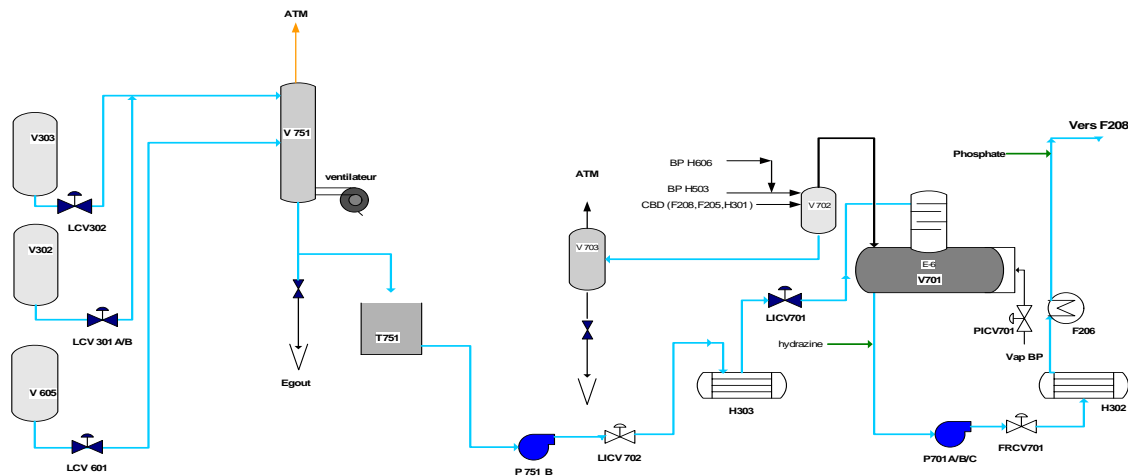 ATM
V303
V 751
ventilateur
LCV302
V302
LCV 301 A/B
V 605
LCV 601
Egout
T751
P 751 B
LICV 702
ATM
V 703
BP H606
BP H503
CBD (F208,F205,H301)
V 702
LICV701
H303
hydrazine
E-6
V701
PICV701
Vap BP
Phosphate
Vers F208
F206
H302
P701 A/B/C
FRCV701